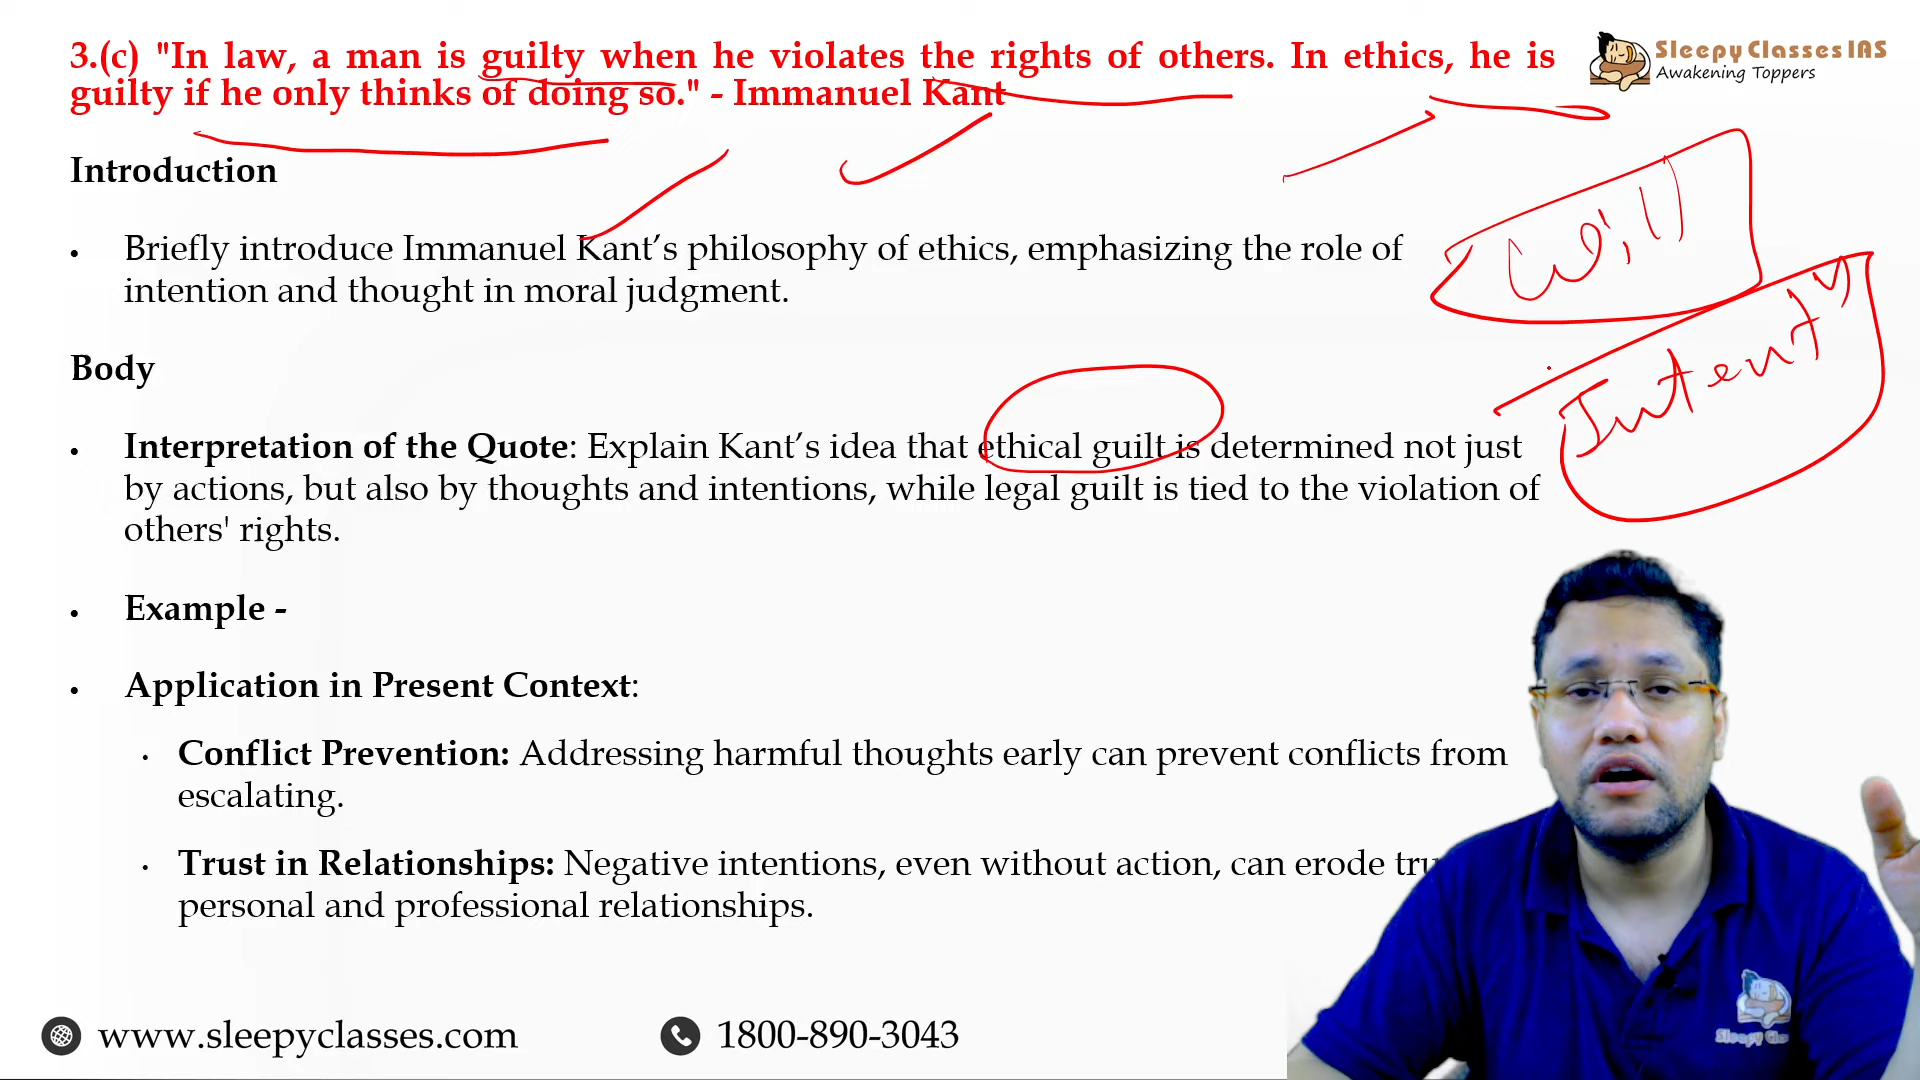 3.(c) "In law, a man is guilty when he violates the rights of others. In ethics, he is
guilty if he only thinks of doing so." - Immanuel Kant
Sleepy Classes IAS
Awakening Toppers
Introduction
• Briefly introduce Immanuel Kant’s philosophy of ethics, emphasizing the role of
intention and thought in moral judgment.
Will
Body
• Interpretation of the Quote: Explain Kant’s idea that ethical guilt is determined not just
by actions, but also by thoughts and intentions, while legal guilt is tied to the violation of
others' rights.
• Example -
• Application in Present Context:
• Conflict Prevention: Addressing harmful thoughts early can prevent conflicts from
escalating.
• Trust in Relationships: Negative intentions, even without action, can erode
personal and professional relationships.
www.sleepyclasses.com
1800-890-3043